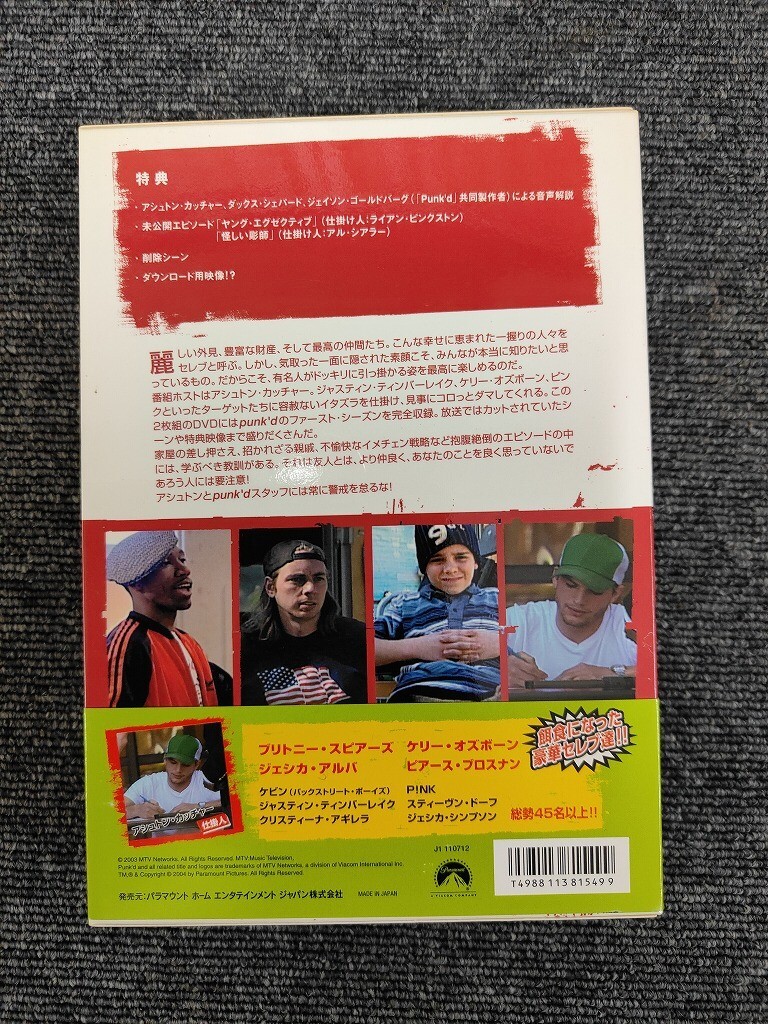 特典
・アシュトン・カッチャー、ダックス・シェパード、ジェイソン・ゴールドバーグ(「Punk'd」共同製作者)による音声解説
・未公開エピソード「ヤング・エグゼクティブ」(仕掛け人:ライアン・ピンクストン)
「怪しい彫師」(仕掛け人:アル・シアラー)
・削除シーン
・ダウンロード用映像!?
麗しい外見、豊富な財産、そして最高の仲間たち。こんな幸せに恵まれた一握りの人々を
セレブと呼ぶ。しかし、気取った一面に隠された素顔こそ、みんなが本当に知りたいと思
っているもの。だからこそ、有名人がドッキリに引っ掛かる姿を最高に楽しめるのだ。
番組ホストはアシュトン・カッチャー。ジャスティン・ティンバーレイク、ケリー・オズボーン、ピン
クといったターゲットたちに容赦ないイタズラを仕掛け、見事にコロっとダマしてくれる。この
2枚組のDVDにはpunk'dのファースト・シーズンを完全収録。放送ではカットされていたシ
ーンや特典映像まで盛りだくさんだ。
家屋の差し押さえ、招かれざる親戚、不愉快なイメチェン戦略など抱腹絶倒のエピソードの中
には、学ぶべき教訓がある。それは友人とは、より仲良く、あなたのことを良く思っていないで
あろう人には要注意!
アシュトンとpunk'dスタッフには常に警戒を怠るな!
9
アシュトン・カッチャー
仕掛人
ブリトニー・スピアーズ ケリー・オズボーン
ジェシカ・アルバ ピアース・ブロスナン
ケビン(バックストリート・ボーイズ) P!NK
ジャスティン・ティンバーレイク スティーヴン・ドーフ
クリスティーナ・アギレラ ジェシカ・シンプソン
餌食になった
豪華セレブ達!!
総勢45名以上!!
J1-110712
© 2003 MTV Networks. All Rights Reserved. MTV:Music Television,
Punk'd and all related title and logos are trademarks of MTV Networks, a division of Viacom International Inc.
TM,® & Copyright © 2004 by Paramount Pictures. All Rights Reserved.
発売元:パラマウント ホーム エンタテインメント ジャパン株式会社 MADE IN JAPAN
Paramount
A VIACOM COMPANY
T4988113815499